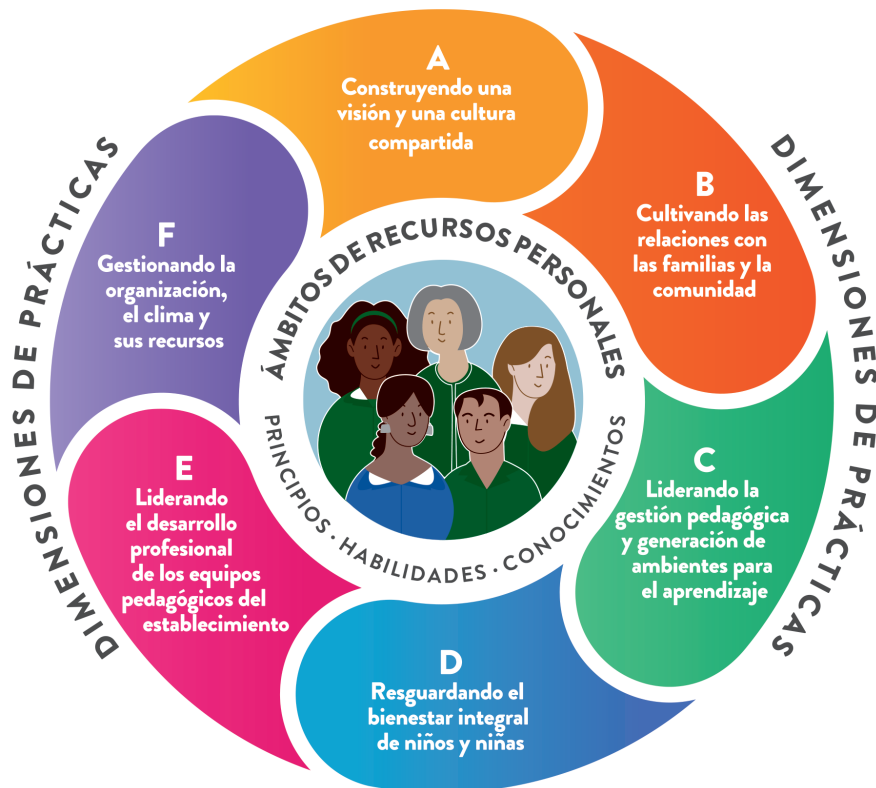 DIMENSIONES DE PRÁCTICAS
DIMENSIONES DE PRÁCTICAS
A
Construyendo una
visión y una cultura
compartida
B
Cultivando las
relaciones con
las familias y la
comunidad
C
Liderando la
gestión pedagógica
y generación de
ambientes para
el aprendizaje
D
Resguardando el
bienestar integral
de niños y niñas
E
Liderando
el desarrollo
profesional
de los equipos
pedagógicos del
establecimiento
F
Gestionando la
organización,
el clima y
sus recursos
ÁMBITOS DE RECURSOS PERSONALES
PRINCIPIOS · HABILIDADES · CONOCIMIENTOS